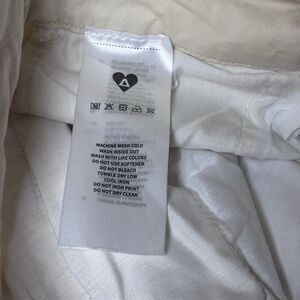 MACHINE WASH COLD
WASH INSIDE OUT
WASH WITH LIKE COLORS
DO NOT USE SOFTENER
DO NOT BLEACH
TUMBLE DRY LOW
COOL IRON
DO NOT IRON PRINT
DO NOT DRY CLEAN